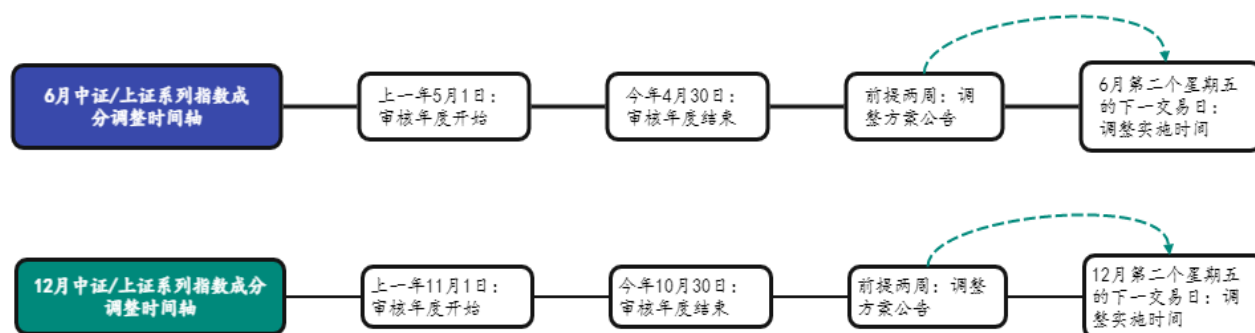 6月中证/上证系列指数成
分调整时间轴
上一年5月1日：
审核年度开始
今年4月30日：
审核年度结束
前提两周：调
整方案公告
6月第二个星期五
的下一交易日：
调整实施时间
12月中证/上证系列指数成分
调整时间轴
上一年11月1日：
审核年度开始
今年10月30日：
审核年度结束
前提两周：调整
方案公告
12月第二个星期五
的下一交易日：调
整实施时间